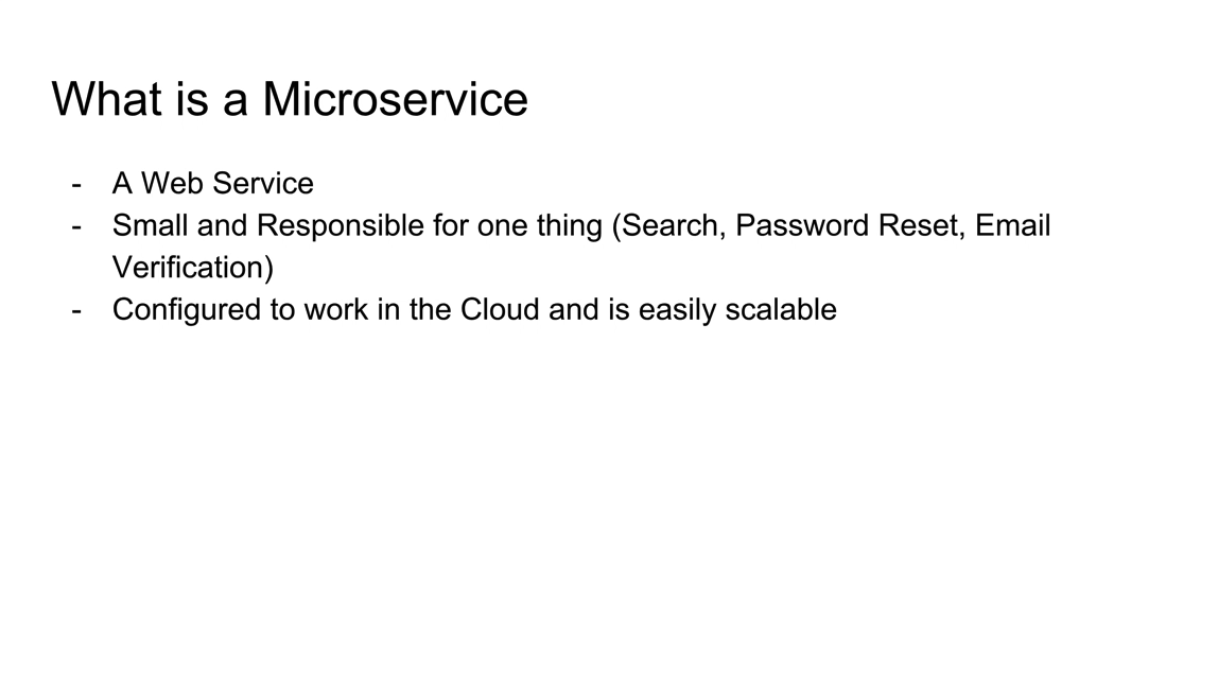 What is a Microservice
- A Web Service
- Small and Responsible for one thing (Search, Password Reset, Email
Verification)
- Configured to work in the Cloud and is easily scalable